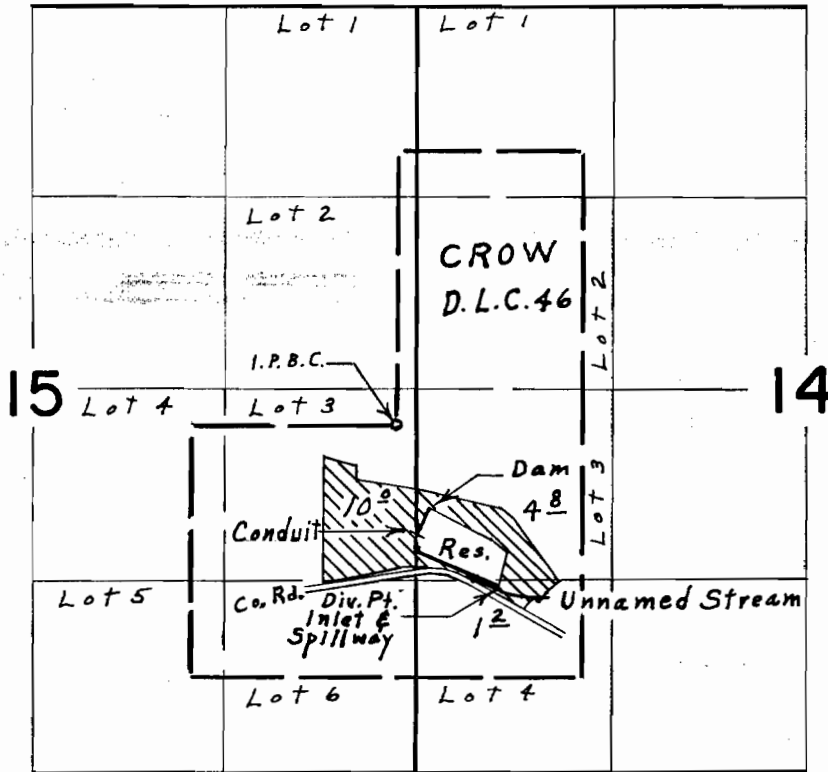 Lot 1
Lot 1
Lot 2
CROW
D.L.C. 46
Lot 2
I.P.B.C.
15
14
Lot 4
Lot 3
Lot 3
Dam
10 0
4 8
Conduit
Res.
Lot 5
Co. Rd.
Div. Pt.
Inlet &
Spillway
1 2
Unnamed Stream
Lot 6
Lot 4